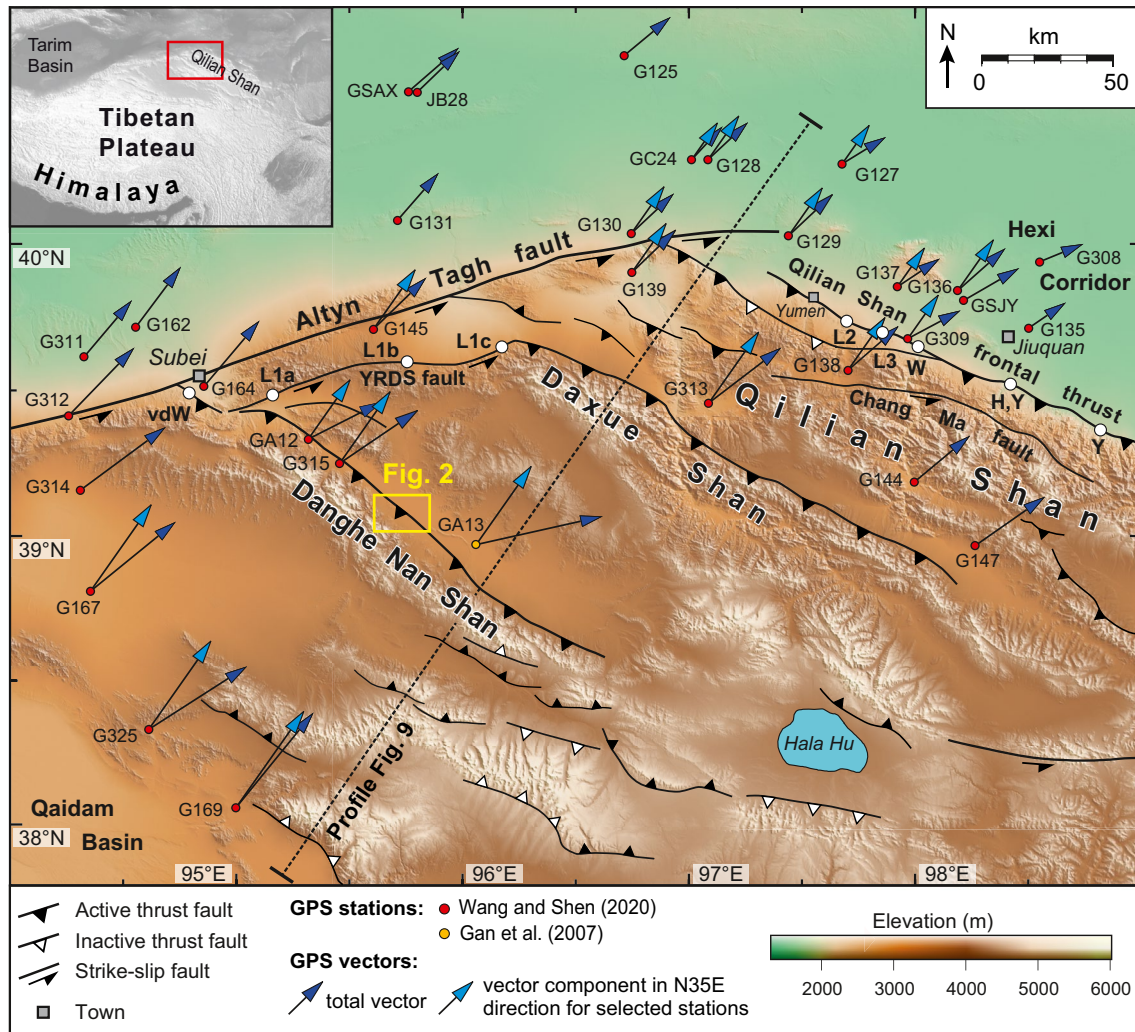 Tarim
Basin
Qilian Shan
Tibetan
Plateau
Himalaya
N
km
0
50
G125
GSAX
JB28
GC24
G128
G127
G131
G130
G129
40°N
Altyn Tagh fault
G139
Hexi
Corridor
G308
Qilian Shan frontal thrust
G137
G136
GSJY
Yumen
G162
G311
G145
L2
L3
W
G309
G135
Jiuquan
Subei
L1a
L1b
L1c
YRDS fault
G138
G164
G312
vdW
G313
H,Y
Y
Chang Ma fault
Qilian Shan
Daxue Shan
GA12
G315
Fig. 2
G314
G144
GA13
39°N
Danghe Nan Shan
G147
G167
G325
Hala Hu
Profile Fig. 9
G169
Qaidam
Basin
38°N
95°E
96°E
97°E
98°E
Active thrust fault
Inactive thrust fault
Strike-slip fault
Town
GPS stations:
Wang and Shen (2020)
Gan et al. (2007)
GPS vectors:
total vector
vector component in N35E
direction for selected stations
Elevation (m)
2000
3000
4000
5000
6000